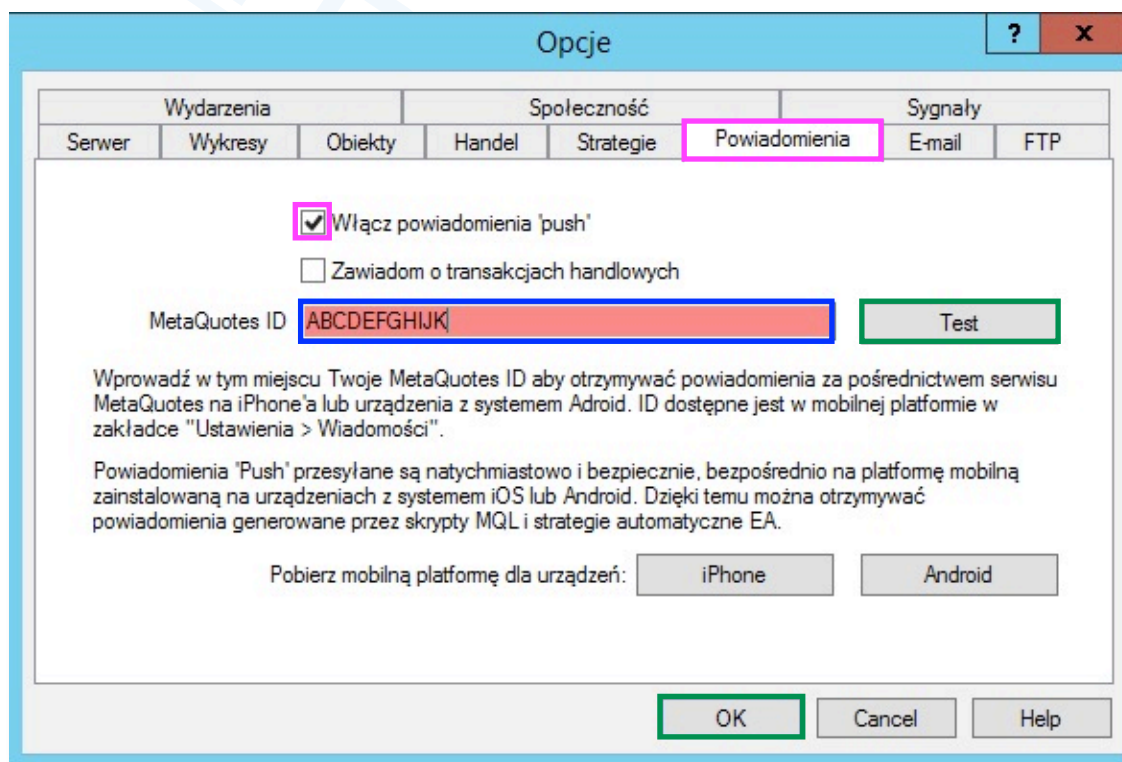 Opcje
?
x
Wydarzenia
Społeczność
Sygnały
Serwer
Wykresy
Obiekty
Handel
Strategie
Powiadomienia
E-mail
FTP
Włącz powiadomienia 'push'
Zawiadom o transakcjach handlowych
MetaQuotes ID
ABCDEFGHIJK
Test
Wprowadź w tym miejscu Twoje MetaQuotes ID aby otrzymywać powiadomienia za pośrednictwem serwisu
MetaQuotes na iPhone'a lub urządzenia z systemem Adroid. ID dostępne jest w mobilnej platformie w
zakładce "Ustawienia > Wiadomości".
Powiadomienia 'Push' przesyłane są natychmiastowo i bezpiecznie, bezpośrednio na platformę mobilną
zainstalowaną na urządzeniach z systemem iOS lub Android. Dzięki temu można otrzymywać
powiadomienia generowane przez skrypty MQL i strategie automatyczne EA.
Pobierz mobilną platformę dla urządzeń:
iPhone
Android
OK
Cancel
Help